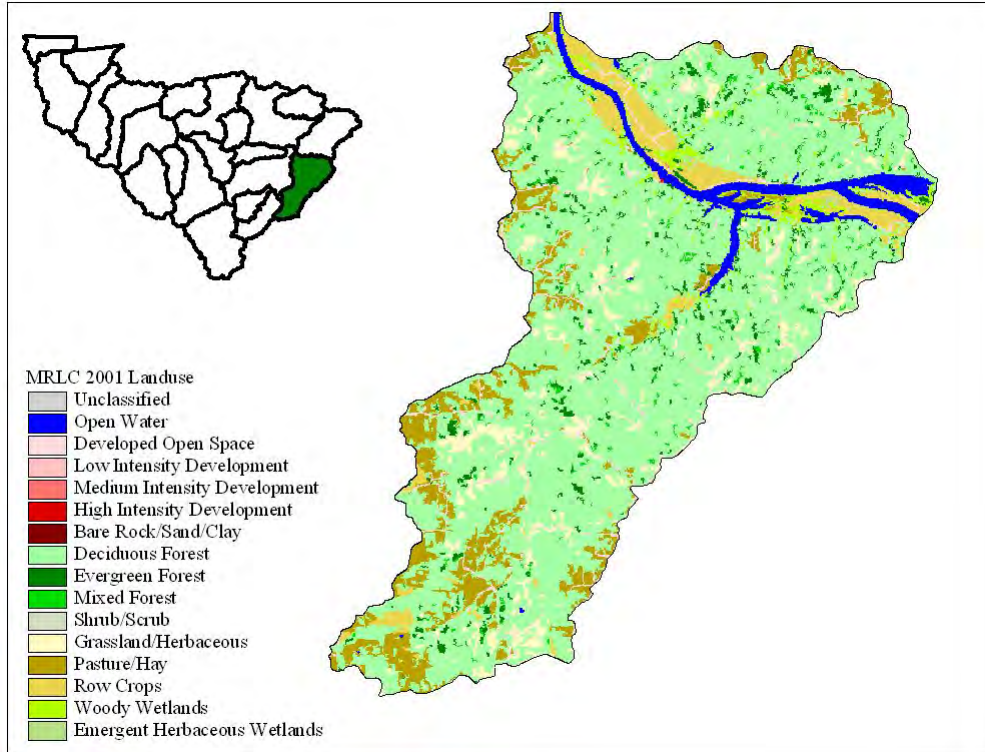 MRLC 2001 Landuse
Unclassified
Open Water
Developed Open Space
Low Intensity Development
Medium Intensity Development
High Intensity Development
Bare Rock/Sand/Clay
Deciduous Forest
Evergreen Forest
Mixed Forest
Shrub/Scrub
Grassland/Herbaceous
Pasture/Hay
Row Crops
Woody Wetlands
Emergent Herbaceous Wetlands